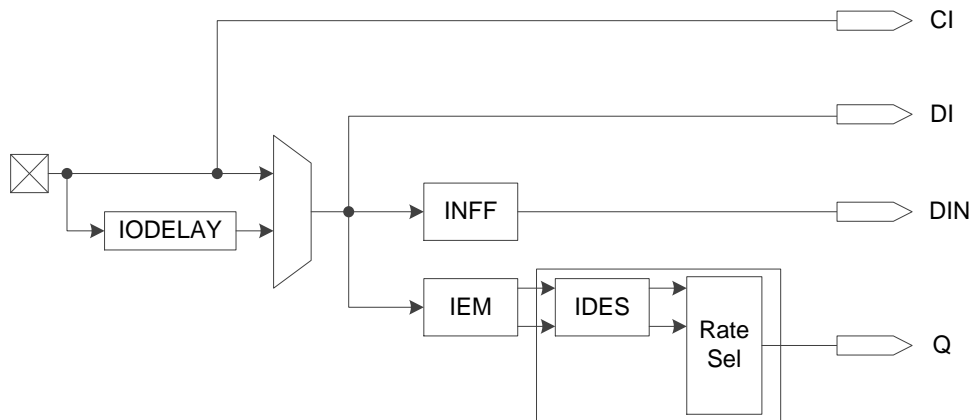 CI
DI
IODELAY
INFF
DIN
IEM
IDES
Rate
Sel
Q